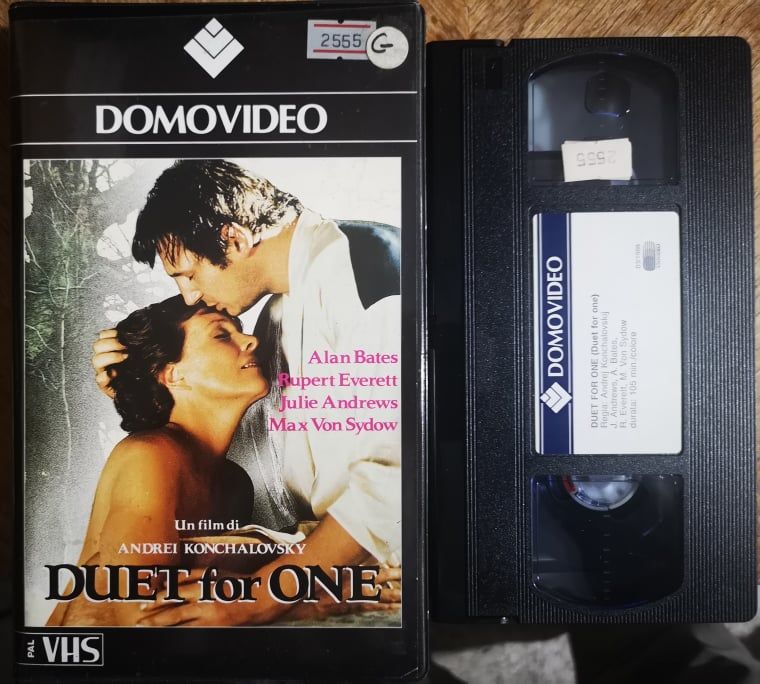 2555
G-
DOMOVIDEO
Alan Bates
Rupert Everett
Julie Andrews
Max Von Sydow
Un film di
ANDREI KONCHALOVSKY
DUET for ONE
PAL
VHS
2555
DOMOVIDEO
DUET FOR ONE (Duet for one)
Regia: Andrej Konchalovskij
J. Andrews, A. Bates,
R. Everett, M. Von Sydow
durata: 105 min./colore